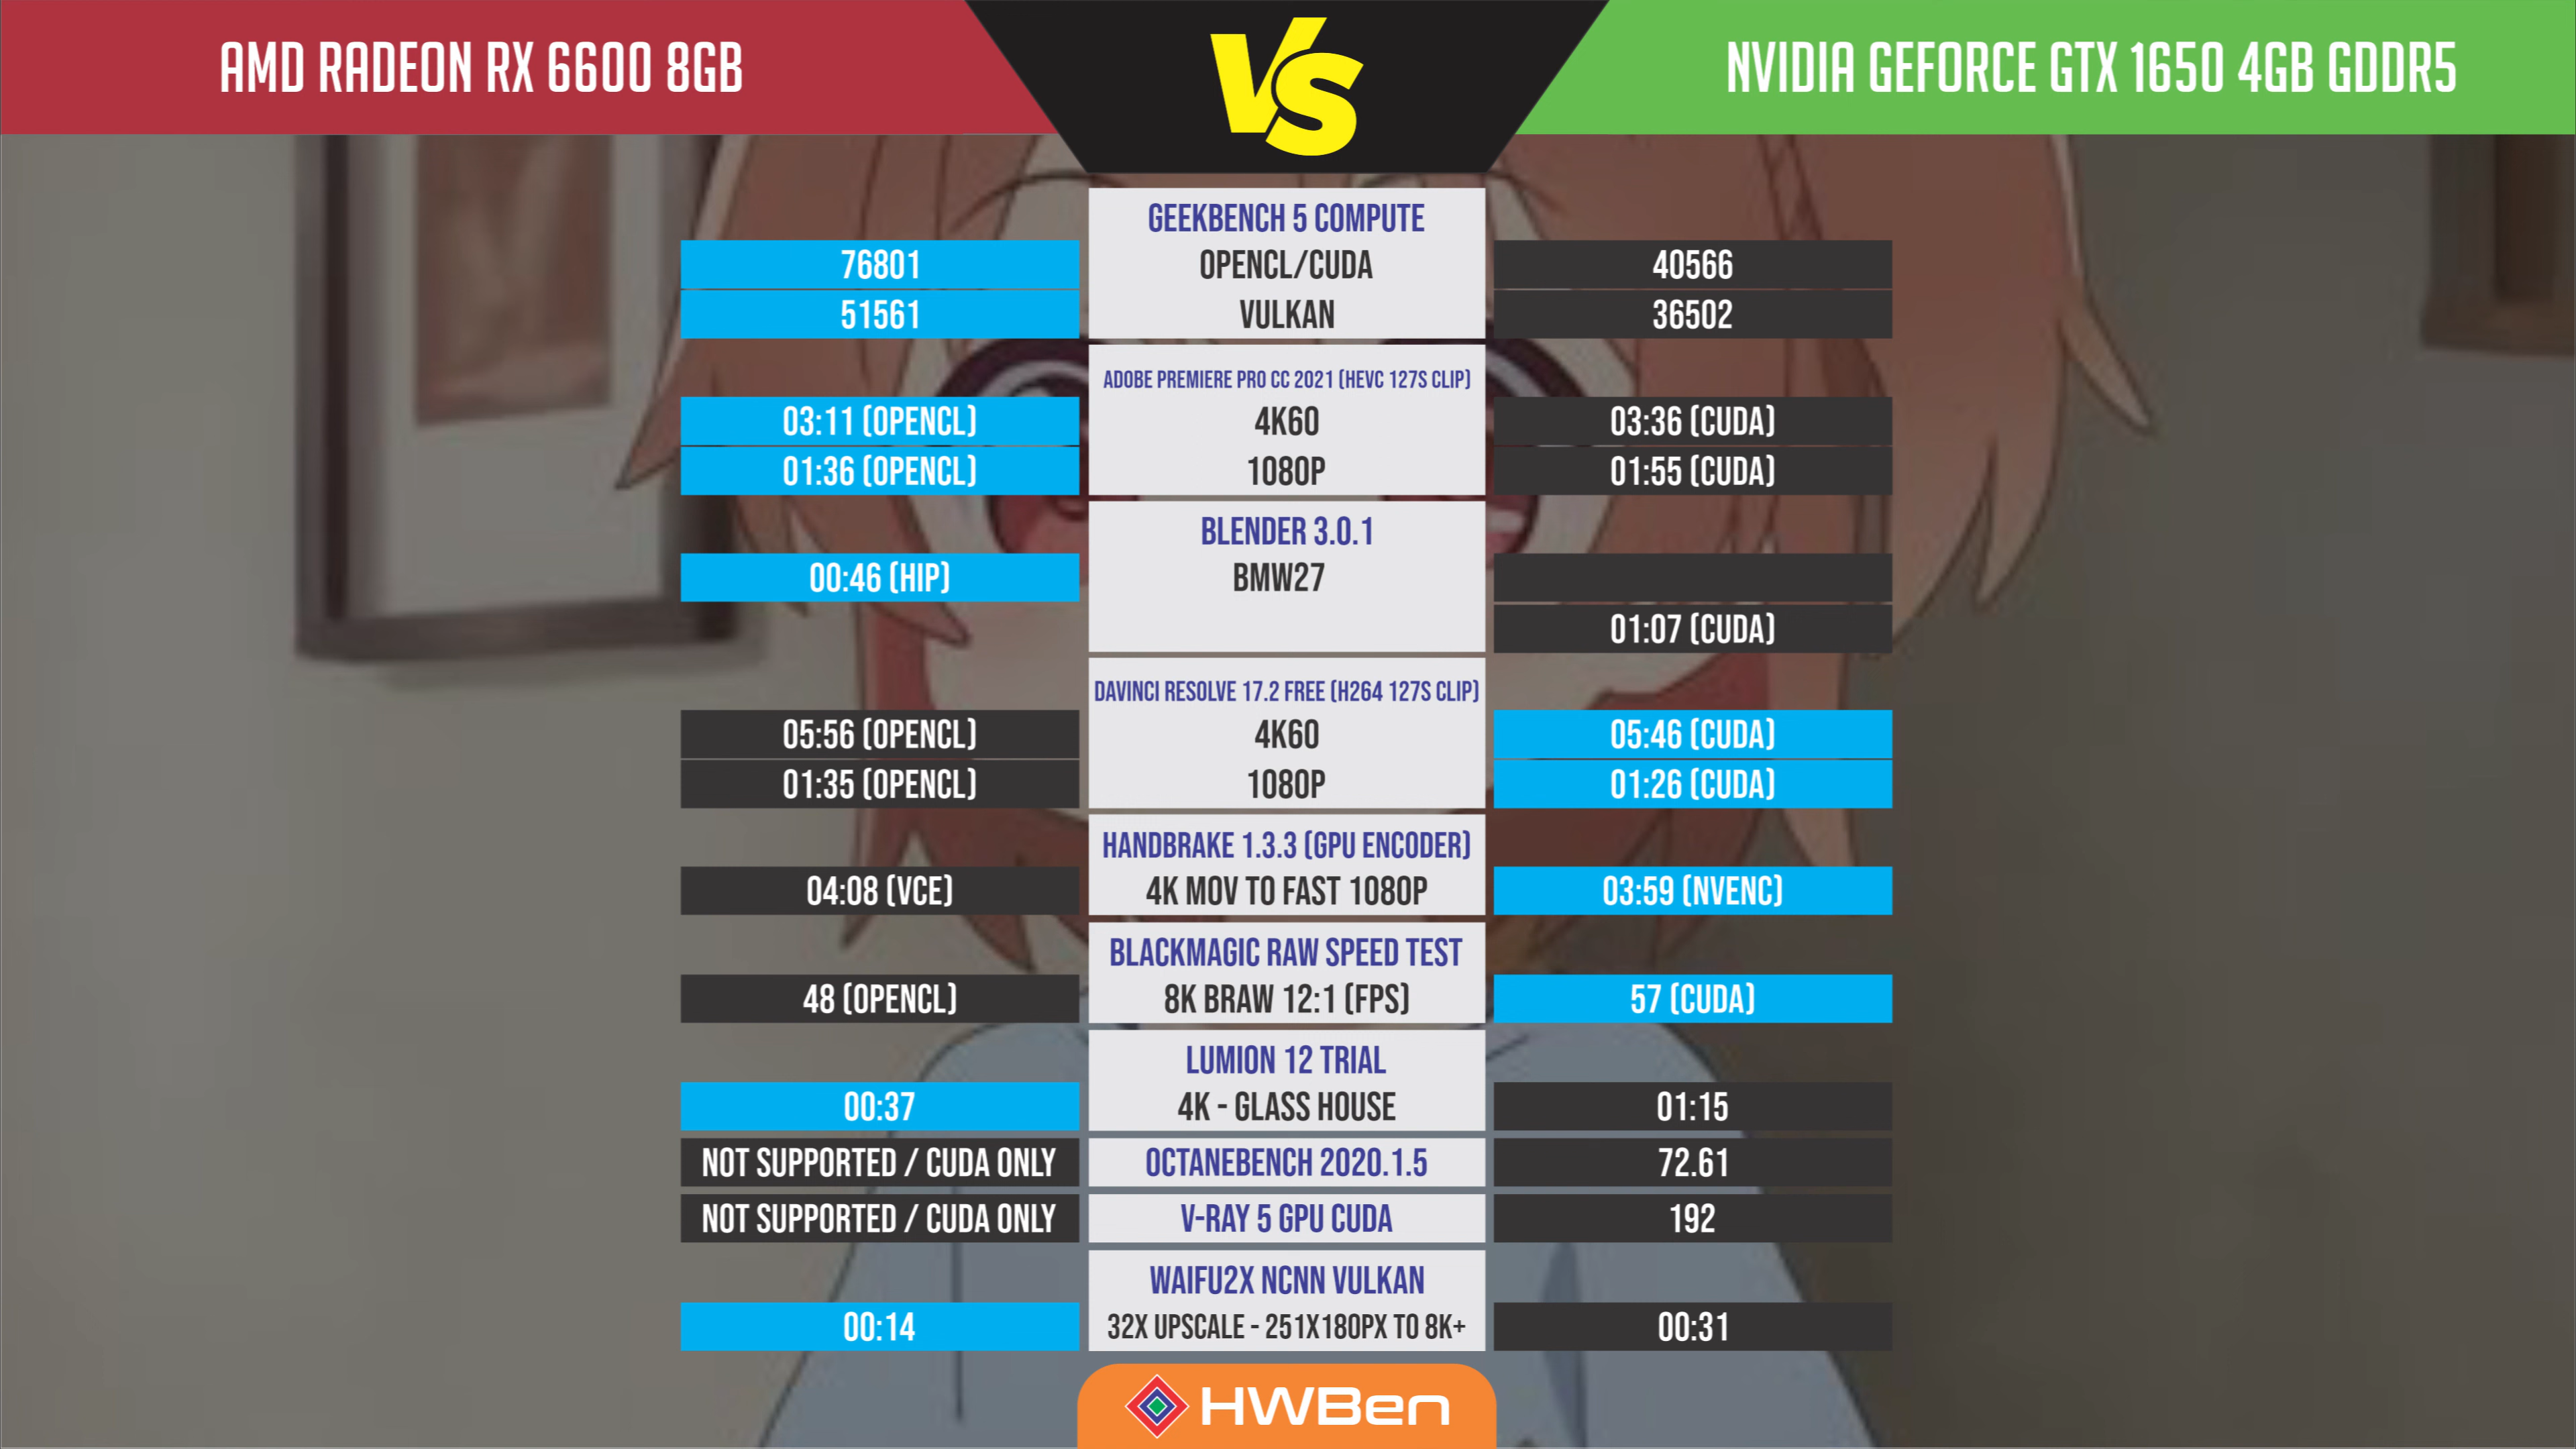 AMD RADEON RX 6600 8GB
VS
NVIDIA GEFORCE GTX 1650 4GB GDDR5
GEEKBENCH 5 COMPUTE
76801 OPENCL/CUDA 40566
51561 VULKAN 36502
ADOBE PREMIERE PRO CC 2021 (HEVC 127S CLIP)
03:11 (OPENCL) 4K60 03:36 (CUDA)
01:36 (OPENCL) 1080P 01:55 (CUDA)
BLENDER 3.0.1
00:46 (HIP) BMW27
01:07 (CUDA)
DAVINCI RESOLVE 17.2 FREE (H264 127S CLIP)
05:56 (OPENCL) 4K60 05:46 (CUDA)
01:35 (OPENCL) 1080P 01:26 (CUDA)
HANDBRAKE 1.3.3 (GPU ENCODER)
04:08 (VCE) 4K MOV TO FAST 1080P 03:59 (NVENC)
BLACKMAGIC RAW SPEED TEST
48 (OPENCL) 8K BRAW 12:1 (FPS) 57 (CUDA)
LUMION 12 TRIAL
00:37 4K - GLASS HOUSE 01:15
NOT SUPPORTED / CUDA ONLY OCTANEBENCH 2020.1.5 72.61
NOT SUPPORTED / CUDA ONLY V-RAY 5 GPU CUDA 192
WAIFU2X NCNN VULKAN
00:14 32X UPSCALE - 251X180PX TO 8K+ 00:31
HWBen